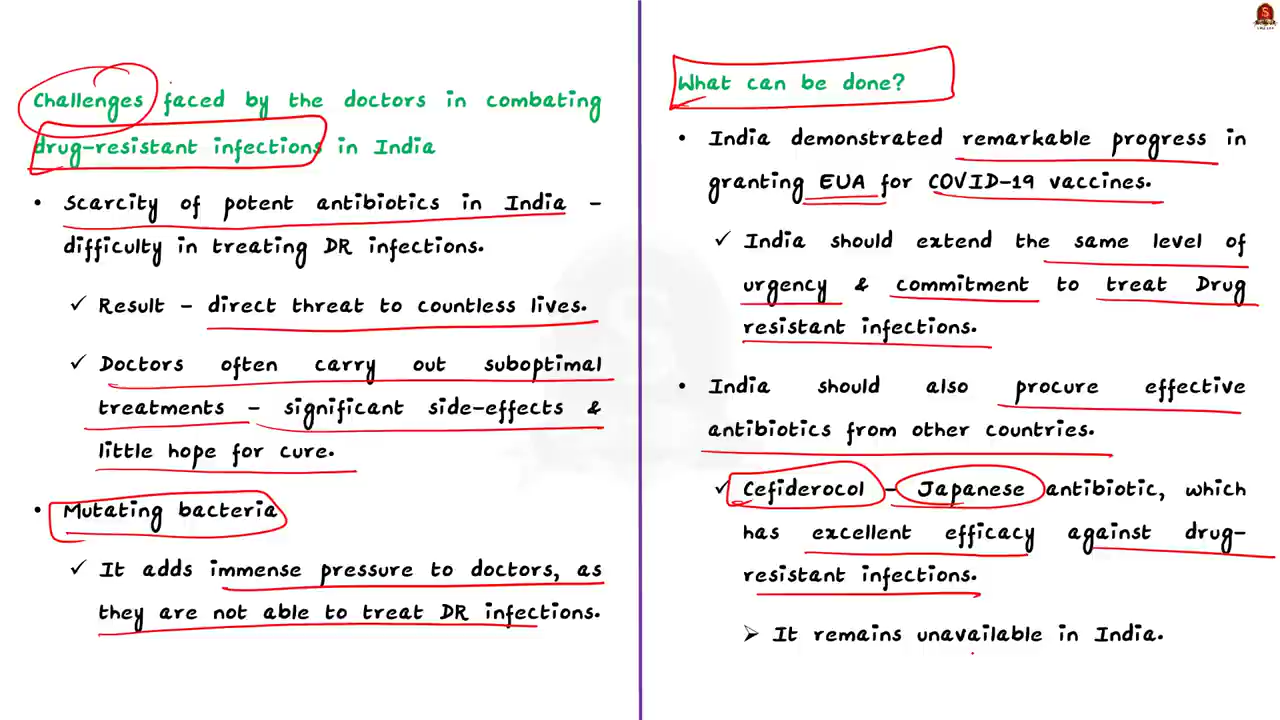 Challenges faced by the doctors in combating
drug-resistant infections in India
• Scarcity of potent antibiotics in India –
difficulty in treating DR infections.
✓ Result – direct threat to countless lives.
✓ Doctors often carry out suboptimal
treatments – significant side-effects &
little hope for cure.
• Mutating bacteria
✓ It adds immense pressure to doctors, as
they are not able to treat DR infections.
What can be done?
• India demonstrated remarkable progress in
granting EUA for COVID-19 vaccines.
✓ India should extend the same level of
urgency & commitment to treat Drug
resistant infections.
• India should also procure effective
antibiotics from other countries.
✓ Cefiderocol – Japanese antibiotic, which
has excellent efficacy against drug-
resistant infections.
➢ It remains unavailable in India.